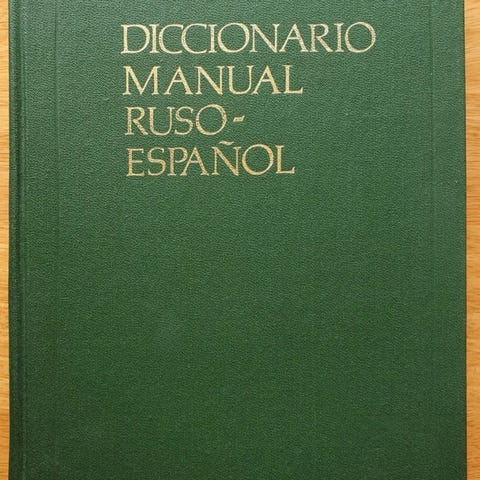 DICCIONARIO
MANUAL
RUSO-
ESPAÑOL